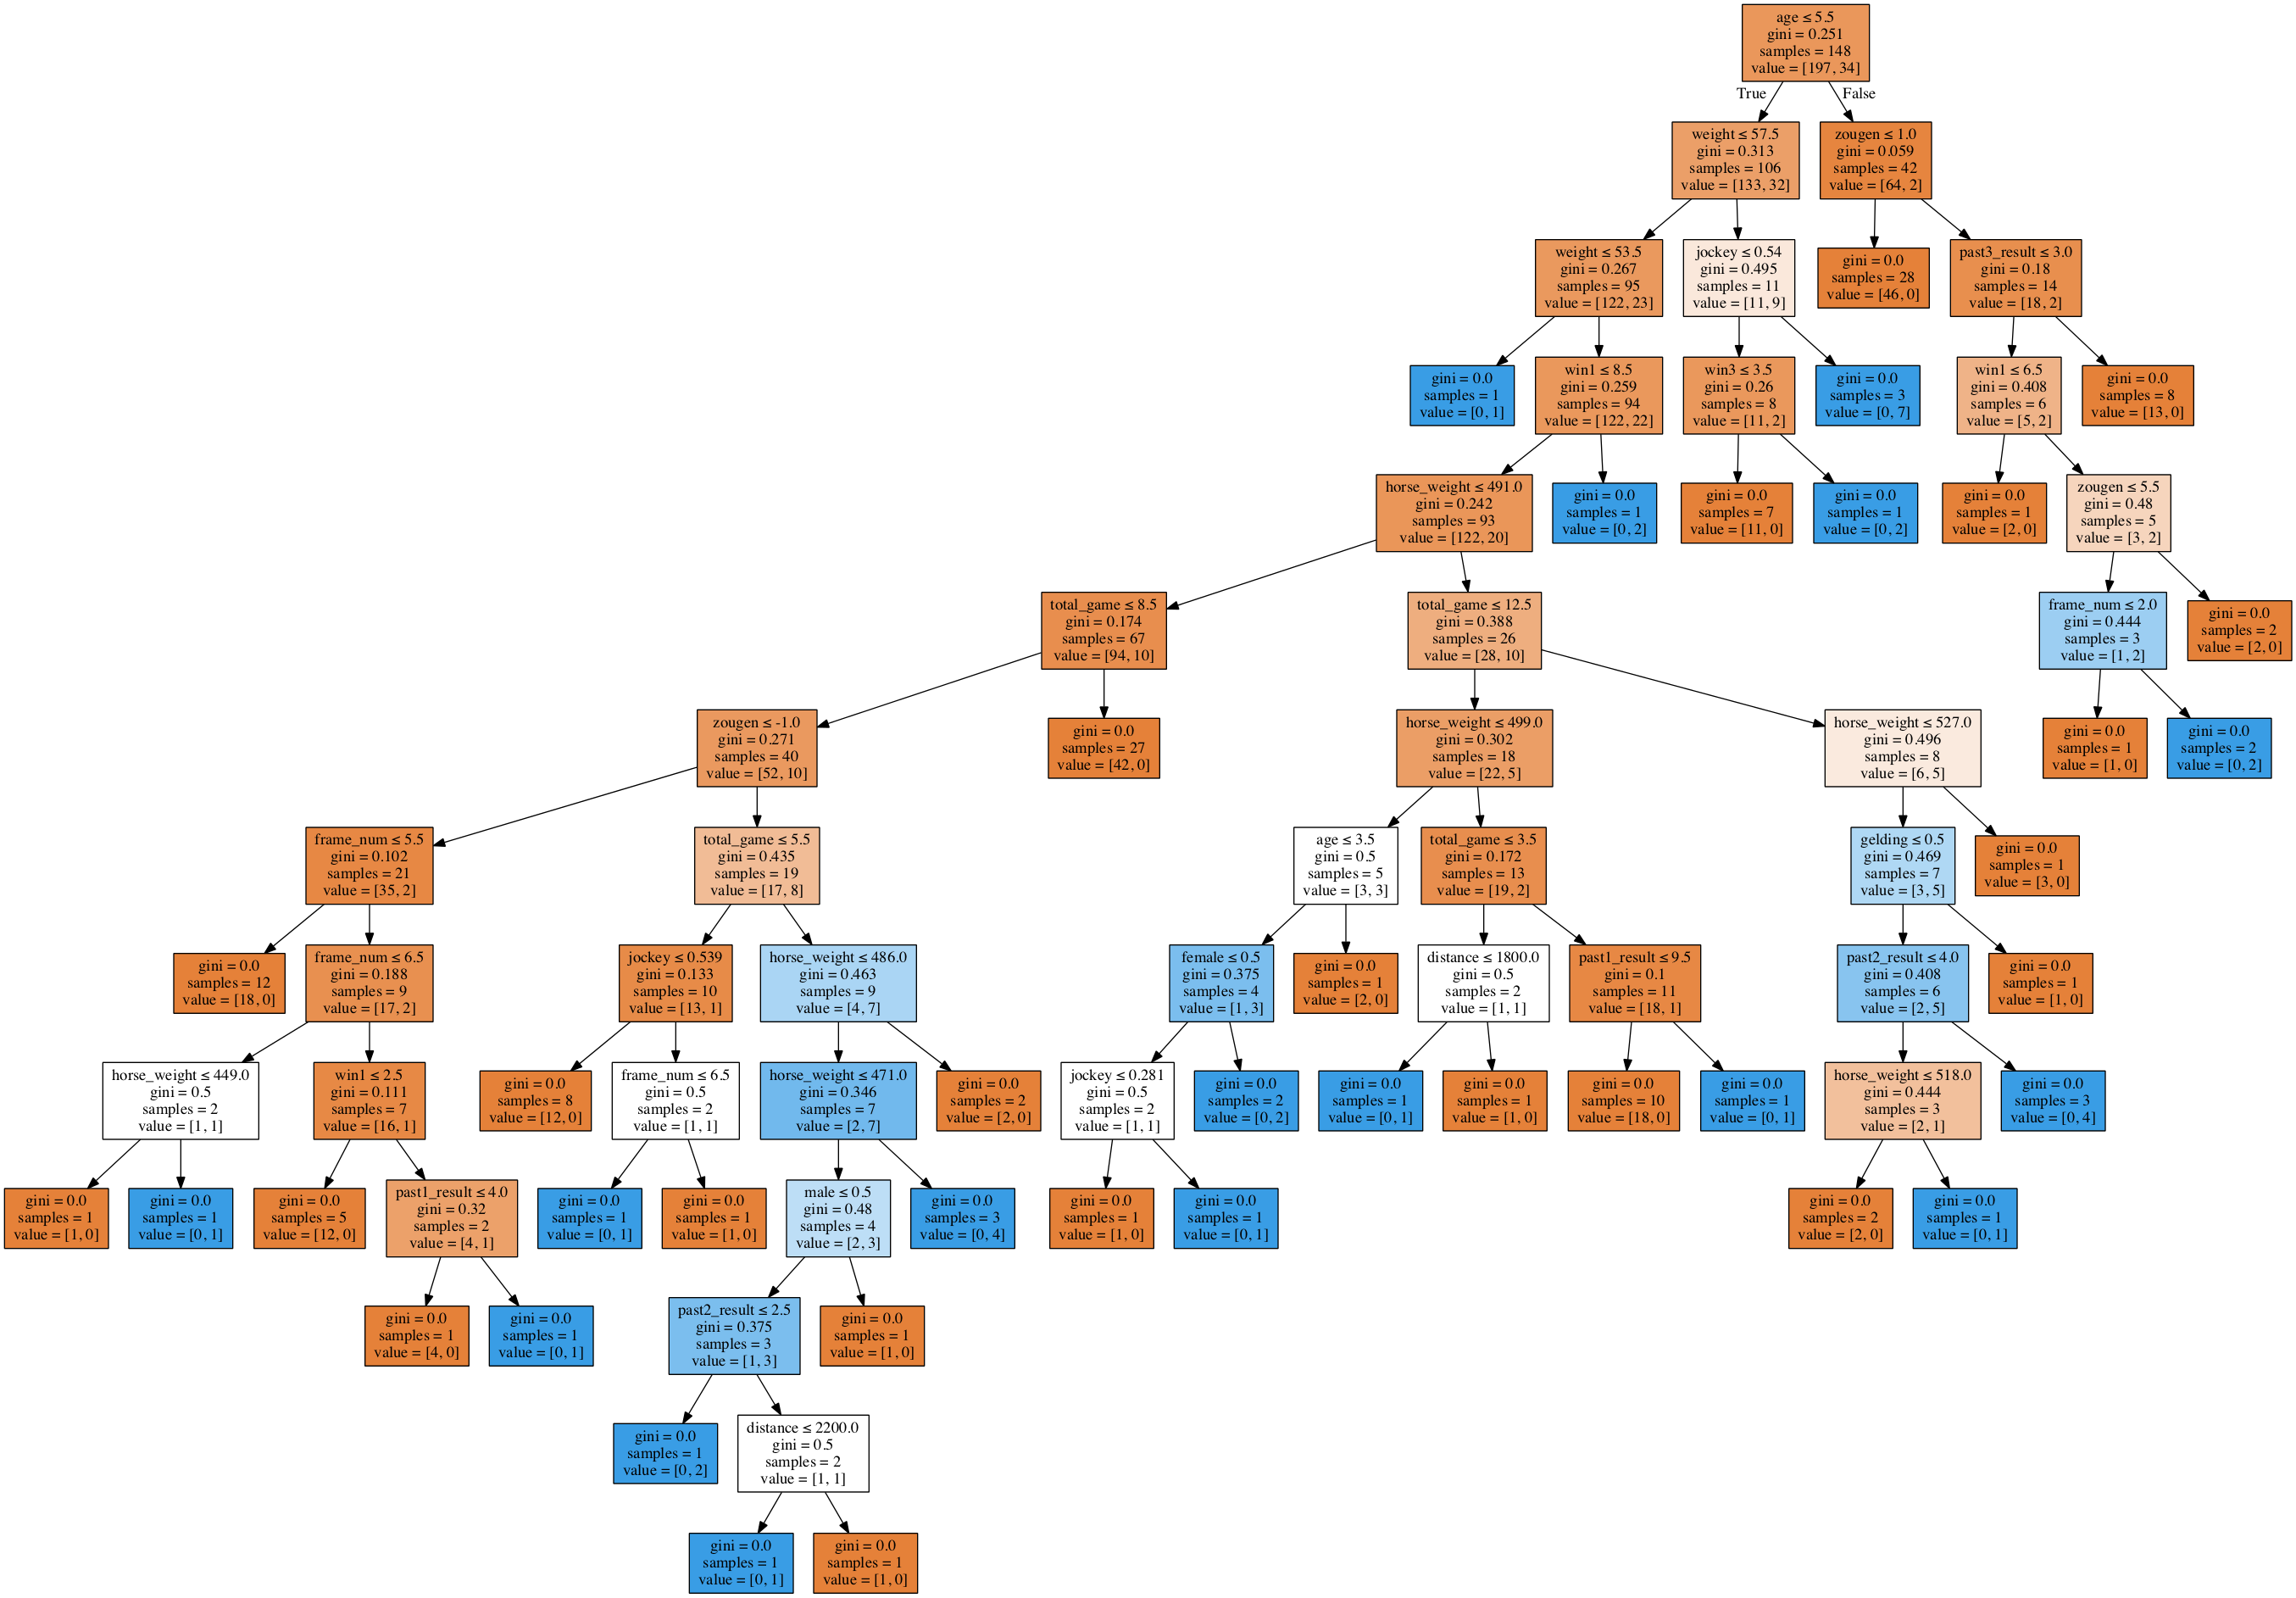 age ≤ 5.5
gini = 0.251
samples = 148
value = [197, 34]
True
False
weight ≤ 57.5
gini = 0.313
samples = 106
value = [133, 32]
zougen ≤ 1.0
gini = 0.059
samples = 42
value = [64, 2]
weight ≤ 53.5
gini = 0.267
samples = 95
value = [122, 23]
jockey ≤ 0.54
gini = 0.495
samples = 11
value = [11, 9]
gini = 0.0
samples = 28
value = [46, 0]
past3_result ≤ 3.0
gini = 0.18
samples = 14
value = [18, 2]
gini = 0.0
samples = 1
value = [0, 1]
win1 ≤ 8.5
gini = 0.259
samples = 94
value = [122, 22]
win3 ≤ 3.5
gini = 0.26
samples = 8
value = [11, 2]
gini = 0.0
samples = 3
value = [0, 7]
win1 ≤ 6.5
gini = 0.408
samples = 6
value = [5, 2]
gini = 0.0
samples = 8
value = [13, 0]
horse_weight ≤ 491.0
gini = 0.242
samples = 93
value = [122, 20]
gini = 0.0
samples = 1
value = [0, 2]
gini = 0.0
samples = 7
value = [11, 0]
gini = 0.0
samples = 1
value = [0, 2]
gini = 0.0
samples = 1
value = [2, 0]
zougen ≤ 5.5
gini = 0.48
samples = 5
value = [3, 2]
total_game ≤ 8.5
gini = 0.174
samples = 67
value = [94, 10]
total_game ≤ 12.5
gini = 0.388
samples = 26
value = [28, 10]
frame_num ≤ 2.0
gini = 0.444
samples = 3
value = [1, 2]
gini = 0.0
samples = 2
value = [2, 0]
zougen ≤ -1.0
gini = 0.271
samples = 40
value = [52, 10]
gini = 0.0
samples = 27
value = [42, 0]
horse_weight ≤ 499.0
gini = 0.302
samples = 18
value = [22, 5]
horse_weight ≤ 527.0
gini = 0.496
samples = 8
value = [6, 5]
gini = 0.0
samples = 1
value = [1, 0]
gini = 0.0
samples = 2
value = [0, 2]
frame_num ≤ 5.5
gini = 0.102
samples = 21
value = [35, 2]
total_game ≤ 5.5
gini = 0.435
samples = 19
value = [17, 8]
age ≤ 3.5
gini = 0.5
samples = 5
value = [3, 3]
total_game ≤ 3.5
gini = 0.172
samples = 13
value = [19, 2]
gelding ≤ 0.5
gini = 0.469
samples = 7
value = [3, 5]
gini = 0.0
samples = 1
value = [3, 0]
gini = 0.0
samples = 12
value = [18, 0]
frame_num ≤ 6.5
gini = 0.188
samples = 9
value = [17, 2]
jockey ≤ 0.539
gini = 0.133
samples = 10
value = [13, 1]
horse_weight ≤ 486.0
gini = 0.463
samples = 9
value = [4, 7]
female ≤ 0.5
gini = 0.375
samples = 4
value = [1, 3]
gini = 0.0
samples = 1
value = [2, 0]
distance ≤ 1800.0
gini = 0.5
samples = 2
value = [1, 1]
past1_result ≤ 9.5
gini = 0.1
samples = 11
value = [18, 1]
past2_result ≤ 4.0
gini = 0.408
samples = 6
value = [2, 5]
gini = 0.0
samples = 1
value = [1, 0]
horse_weight ≤ 449.0
gini = 0.5
samples = 2
value = [1, 1]
win1 ≤ 2.5
gini = 0.111
samples = 7
value = [16, 1]
gini = 0.0
samples = 8
value = [12, 0]
frame_num ≤ 6.5
gini = 0.5
samples = 2
value = [1, 1]
horse_weight ≤ 471.0
gini = 0.346
samples = 7
value = [2, 7]
gini = 0.0
samples = 2
value = [2, 0]
jockey ≤ 0.281
gini = 0.5
samples = 2
value = [1, 1]
gini = 0.0
samples = 2
value = [0, 2]
gini = 0.0
samples = 1
value = [0, 1]
gini = 0.0
samples = 1
value = [1, 0]
gini = 0.0
samples = 10
value = [18, 0]
gini = 0.0
samples = 1
value = [0, 1]
horse_weight ≤ 518.0
gini = 0.444
samples = 3
value = [2, 1]
gini = 0.0
samples = 3
value = [0, 4]
gini = 0.0
samples = 1
value = [1, 0]
gini = 0.0
samples = 1
value = [0, 1]
gini = 0.0
samples = 5
value = [12, 0]
past1_result ≤ 4.0
gini = 0.32
samples = 2
value = [4, 1]
gini = 0.0
samples = 1
value = [0, 1]
gini = 0.0
samples = 1
value = [1, 0]
male ≤ 0.5
gini = 0.48
samples = 4
value = [2, 3]
gini = 0.0
samples = 3
value = [0, 4]
gini = 0.0
samples = 1
value = [1, 0]
gini = 0.0
samples = 1
value = [0, 1]
gini = 0.0
samples = 2
value = [2, 0]
gini = 0.0
samples = 1
value = [0, 1]
gini = 0.0
samples = 1
value = [4, 0]
gini = 0.0
samples = 1
value = [0, 1]
past2_result ≤ 2.5
gini = 0.375
samples = 3
value = [1, 3]
gini = 0.0
samples = 1
value = [1, 0]
gini = 0.0
samples = 1
value = [0, 2]
distance ≤ 2200.0
gini = 0.5
samples = 2
value = [1, 1]
gini = 0.0
samples = 1
value = [0, 1]
gini = 0.0
samples = 1
value = [1, 0]